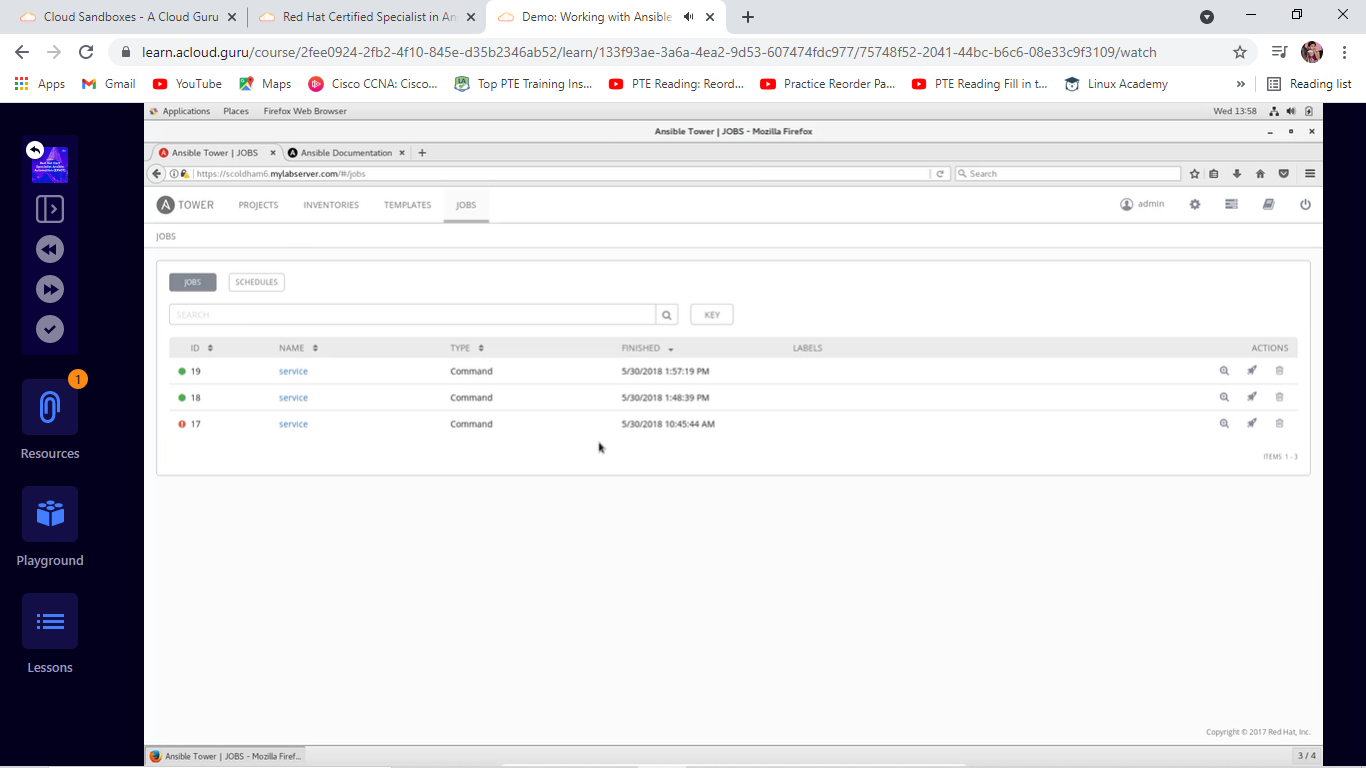 Cloud Sandboxes - A Cloud Guru
Red Hat Certified Specialist in An
Demo: Working with Ansible
learn.acloud.guru/course/2fee0924-2fb2-4f10-845e-d35b2346ab52/learn/133f93ae-3a6a-4ea2-9d53-607474fdc977/75748f52-2041-44bc-b6c6-08e33c9f3109/watch
Apps Gmail YouTube Maps Cisco CCNA: Cisco... Top PTE Training Ins... PTE Reading: Reord... Practice Reorder Pa... PTE Reading Fill in t... Linux Academy » Reading list
Applications Places Firefox Web Browser Wed 13:58
Ansible Tower | JOBS - Mozilla Firefox
Ansible Tower | JOBS Ansible Documentation
https://scoldham6.mylabserver.com/#/jobs Search
A TOWER PROJECTS INVENTORIES TEMPLATES JOBS admin
JOBS
JOBS SCHEDULES
SEARCH KEY
ID NAME TYPE FINISHED LABELS ACTIONS
19 service Command 5/30/2018 1:57:19 PM
18 service Command 5/30/2018 1:48:39 PM
17 service Command 5/30/2018 10:45:44 AM
ITEMS 1 - 3
1
Resources
Playground
Lessons
Copyright © 2017 Red Hat, Inc.
Ansible Tower | JOBS - Mozilla Firef... 3 / 4